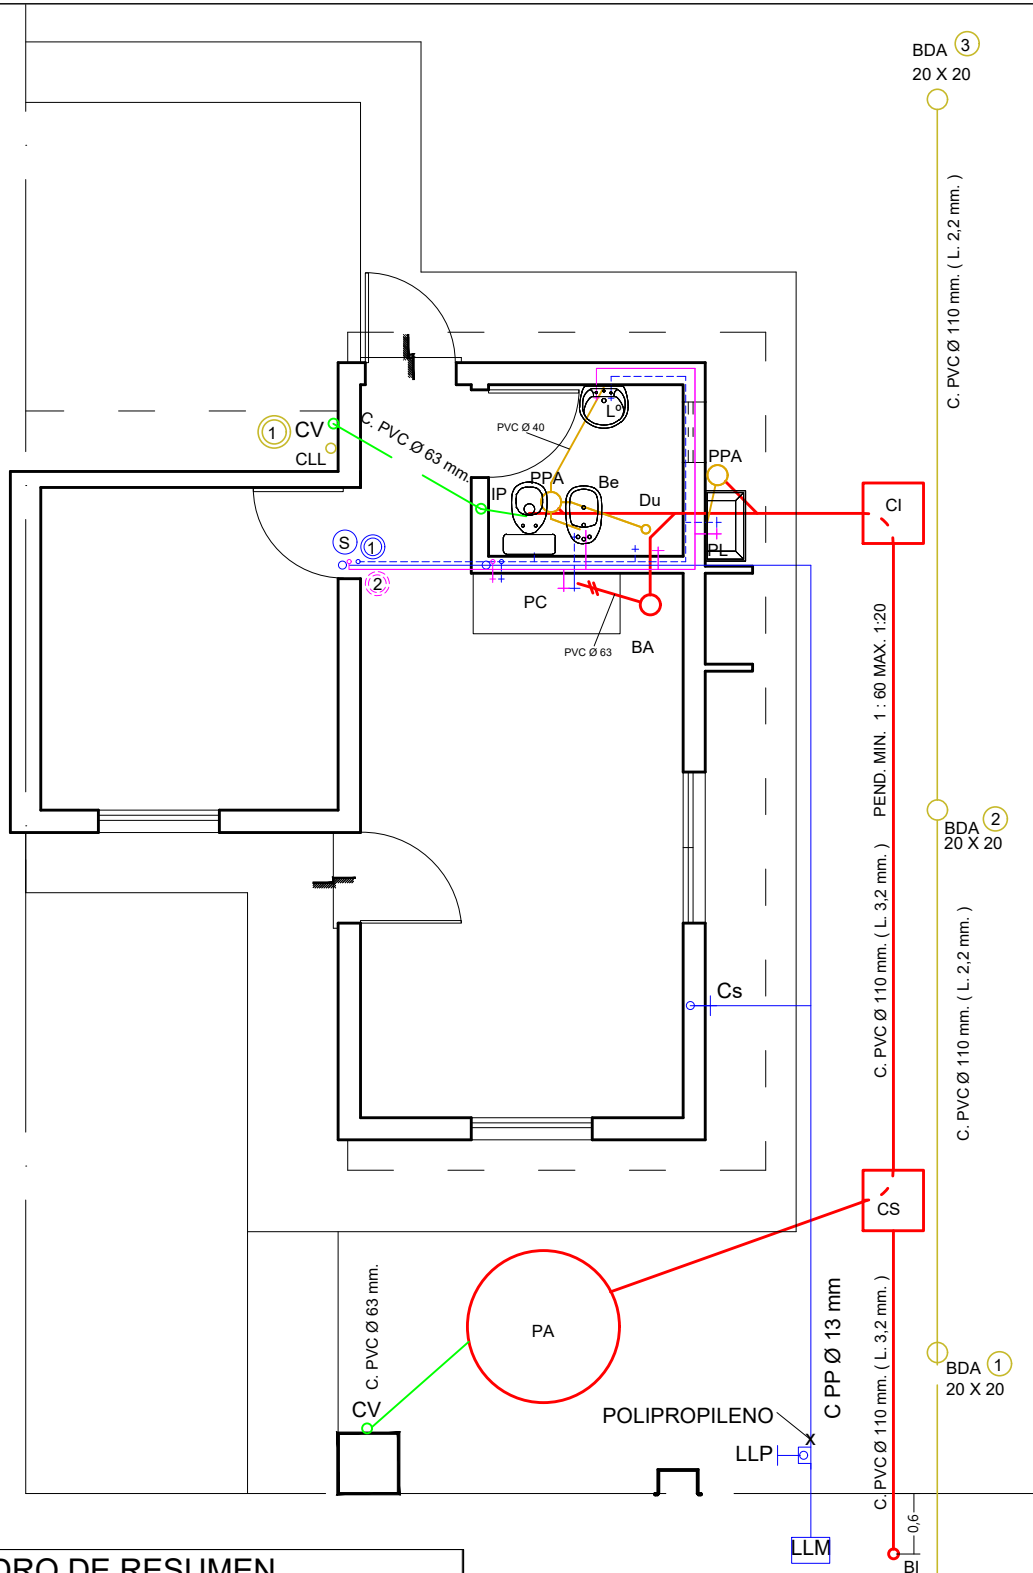 BDA 3
20 X 20
C. PVC Ø 110 mm. ( L. 2,2 mm. )
1 CV
CLL
C. PVC Ø 63 mm.
PVC Ø 40
L
PPA
IP
PPA
Be
Du
CI
PL
S 1
2
PC
BA
PVC Ø 63
C. PVC Ø 110 mm. ( L. 3,2 mm. ) PEND. MIN. 1 : 60 MAX. 1:20
BDA 2
20 X 20
C. PVC Ø 110 mm. ( L. 2,2 mm. )
Cs
CS
C. PVC Ø 63 mm.
PA
C PP Ø 13 mm
C. PVC Ø 110 mm. ( L. 3,2 mm. )
BDA 1
20 X 20
CV
POLIPROPILENO
x
LLP
LLM
0,6
BI
DRO DE RESUMEN